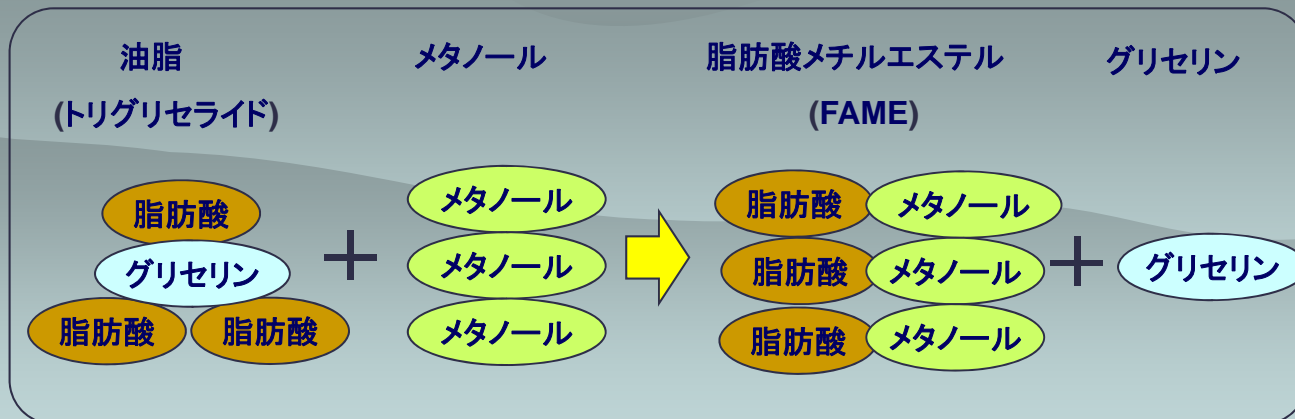 油脂
(トリグリセライド)
メタノール
脂肪酸メチルエステル
(FAME)
グリセリン
脂肪酸
グリセリン
脂肪酸 脂肪酸
+
メタノール
メタノール
メタノール
脂肪酸 メタノール
脂肪酸 メタノール
脂肪酸 メタノール
+
グリセリン